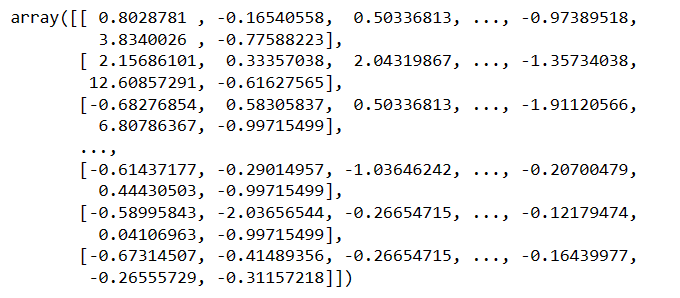 array([[ 0.8028781 , -0.16540558,  0.50336813, ..., -0.97389518,
         3.8340026 , -0.77588223],
       [ 2.15686101,  0.33357038,  2.04319867, ..., -1.35734038,
        12.60857291, -0.61627565],
       [-0.68276854,  0.58305837,  0.50336813, ..., -1.91120566,
         6.80786367, -0.99715499],
       ...,
       [-0.61437177, -0.29014957, -1.03646242, ..., -0.20700479,
         0.44430503, -0.99715499],
       [-0.58995843, -2.03656544, -0.26654715, ..., -0.12179474,
         0.04106963, -0.99715499],
       [-0.67314507, -0.41489356, -0.26654715, ..., -0.16439977,
        -0.26555729, -0.31157218]])